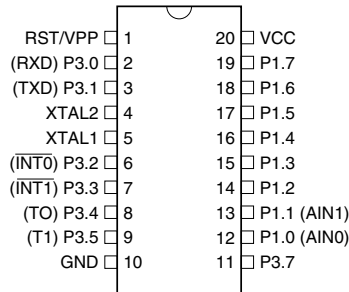 RST/VPP 1 20 VCC
(RXD) P3.0 2 19 P1.7
(TXD) P3.1 3 18 P1.6
XTAL2 4 17 P1.5
XTAL1 5 16 P1.4
(INT0) P3.2 6 15 P1.3
(INT1) P3.3 7 14 P1.2
(TO) P3.4 8 13 P1.1 (AIN1)
(T1) P3.5 9 12 P1.0 (AIN0)
GND 10 11 P3.7